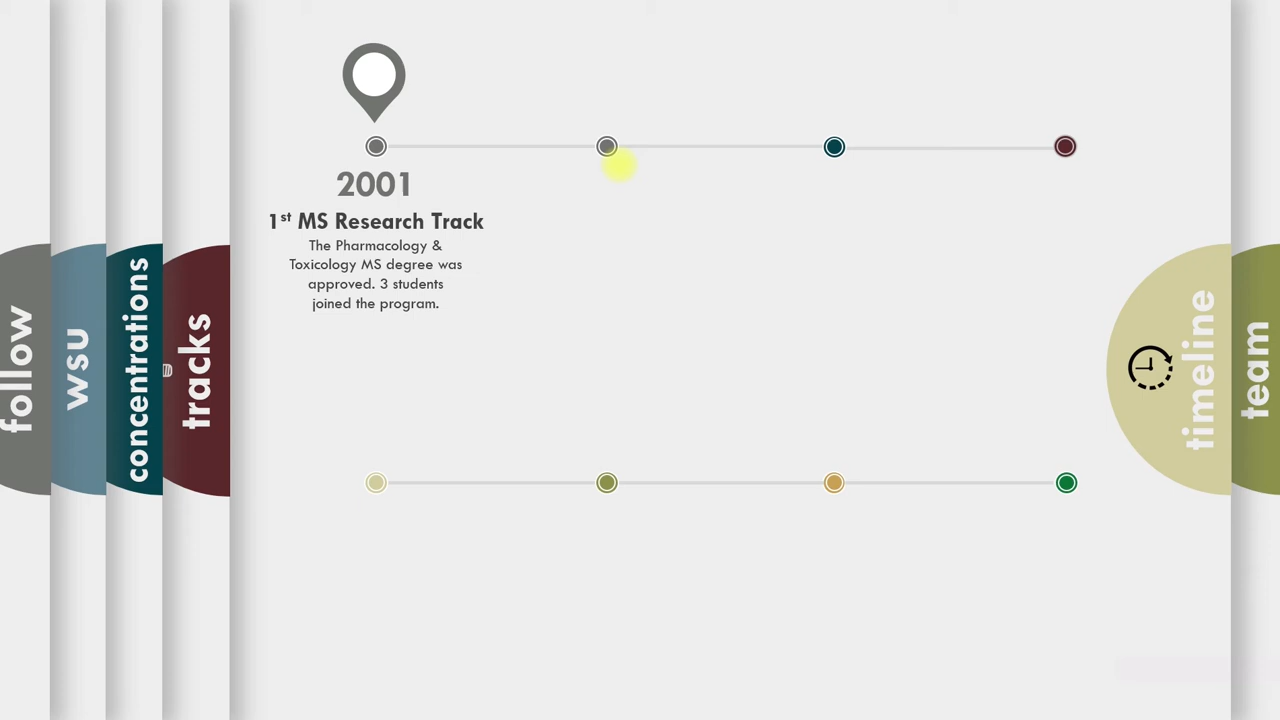 follow
wsu
concentrations
tracks
2001
1st MS Research Track
The Pharmacology &
Toxicology MS degree was
approved. 3 students
joined the program.
timeline
team